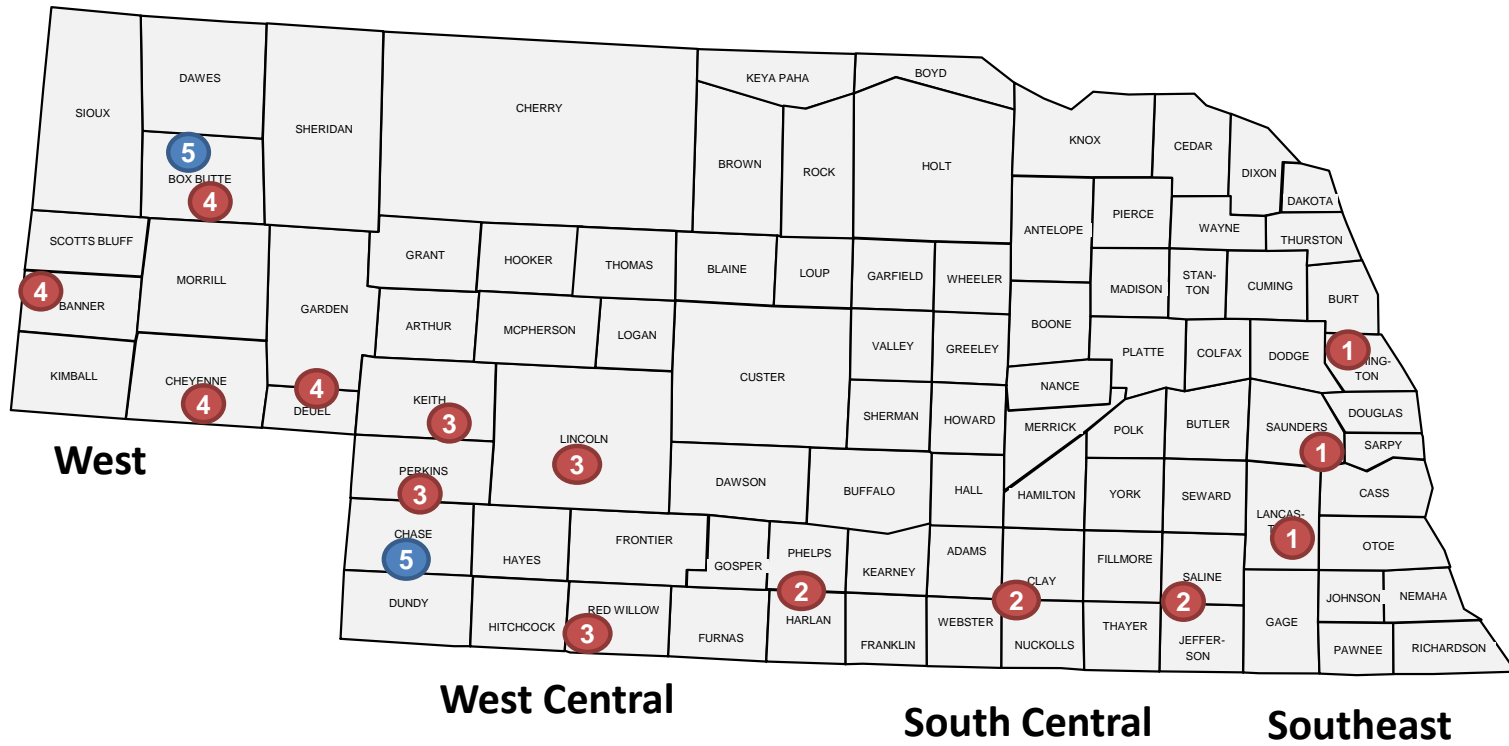 DAWES
KEYA PAHA
BOYD
SIOUX
SHERIDAN
CHERRY
KNOX
CEDAR
5
BOX BUTTE
4
BROWN
ROCK
HOLT
DIXON
DAKOTA
PIERCE
ANTELOPE
WAYNE
SCOTTS BLUFF
THURSTON
GRANT
HOOKER
THOMAS
BLAINE
LOUP
GARFIELD
WHEELER
MORRILL
MADISON
STAN-
TON
CUMING
4
BANNER
GARDEN
BURT
ARTHUR
MCPHERSON
LOGAN
BOONE
VALLEY
GREELEY
PLATTE
COLFAX
DODGE
1
ING-
TON
KIMBALL
CHEYENNE
4
4
DEUEL
CUSTER
NANCE
KEITH
3
SHERMAN
HOWARD
MERRICK
POLK
BUTLER
SAUNDERS
1
DOUGLAS
SARPY
LINCOLN
3
West
PERKINS
3
DAWSON
BUFFALO
HALL
HAMILTON
YORK
SEWARD
CASS
LANCAS-
1
CHASE
5
HAYES
FRONTIER
GOSPER
PHELPS
2
KEARNEY
ADAMS
CLAY
2
FILLMORE
SALINE
2
OTOE
DUNDY
HITCHCOCK
RED WILLOW
3
FURNAS
HARLAN
FRANKLIN
WEBSTER
NUCKOLLS
THAYER
JEFFER-
SON
GAGE
JOHNSON
NEMAHA
PAWNEE
RICHARDSON
West Central
South Central
Southeast